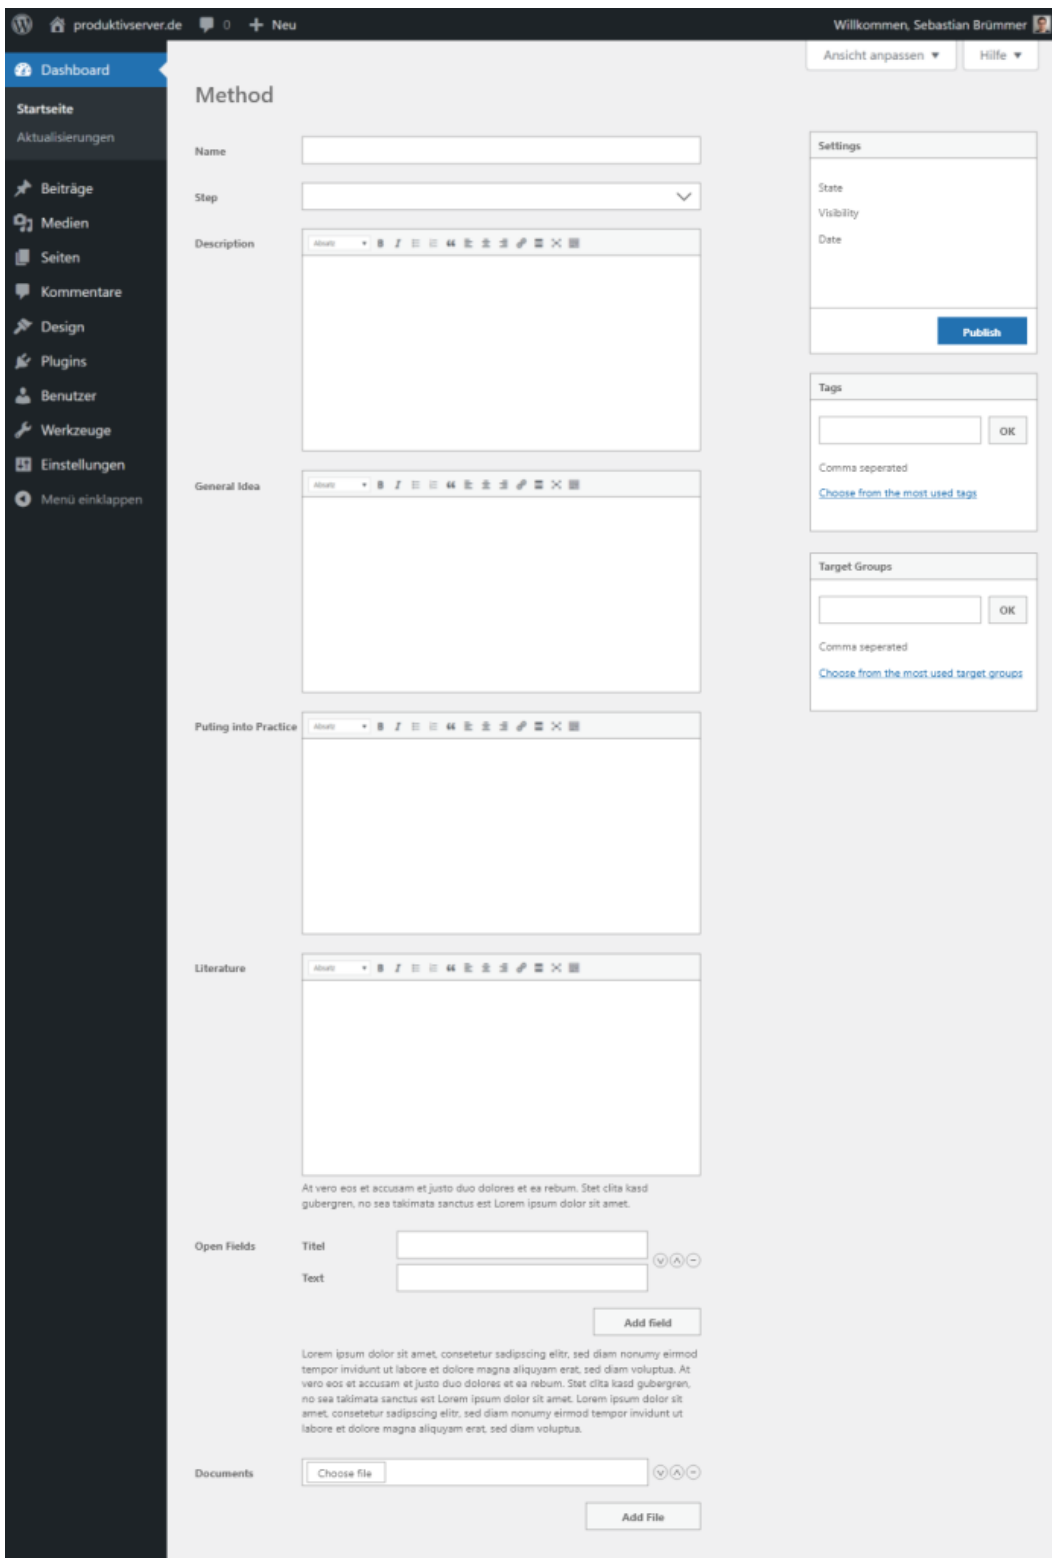 produktivserver.de 0 Neu
Willkommen, Sebastian Brümmer
Ansicht anpassen
Hilfe
Dashboard
Startseite
Aktualisierungen
Beiträge
Medien
Seiten
Kommentare
Design
Plugins
Benutzer
Werkzeuge
Einstellungen
Menü einklappen
Method
Name
Step
Description
Absatz
General Idea
Absatz
Puting into Practice
Absatz
Literature
Absatz
At vero eos et accusam et justo duo dolores et ea rebum. Stet clita kasd
gubergren, no sea takimata sanctus est Lorem ipsum dolor sit amet.
Open Fields
Titel
Text
Add field
Lorem ipsum dolor sit amet, consetetur sadipscing elitr, sed diam nonumy eirmod
tempor invidunt ut labore et dolore magna aliquyam erat, sed diam voluptua. At
vero eos et accusam et justo duo dolores et ea rebum. Stet clita kasd gubergren,
no sea takimata sanctus est Lorem ipsum dolor sit amet. Lorem ipsum dolor sit
amet, consetetur sadipscing elitr, sed diam nonumy eirmod tempor invidunt ut
labore et dolore magna aliquyam erat, sed diam voluptua.
Documents
Choose file
Add File
Settings
State
Visibility
Date
Publish
Tags
OK
Comma seperated
Choose from the most used tags
Target Groups
OK
Comma seperated
Choose from the most used target groups